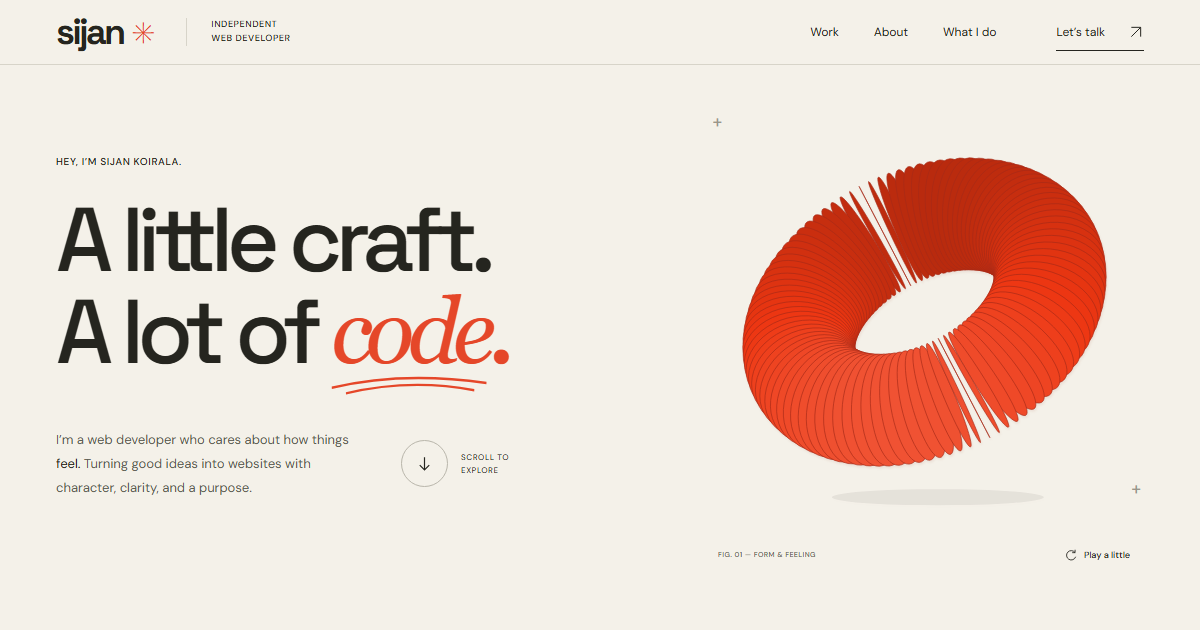 sijan
INDEPENDENT
WEB DEVELOPER
Work
About
What I do
Let’s talk
HEY, I’M SIJAN KOIRALA.
A little craft.
A lot of code.
I’m a web developer who cares about how things
feel. Turning good ideas into websites with
character, clarity, and a purpose.
SCROLL TO
EXPLORE
FIG. 01 — FORM & FEELING
Play a little